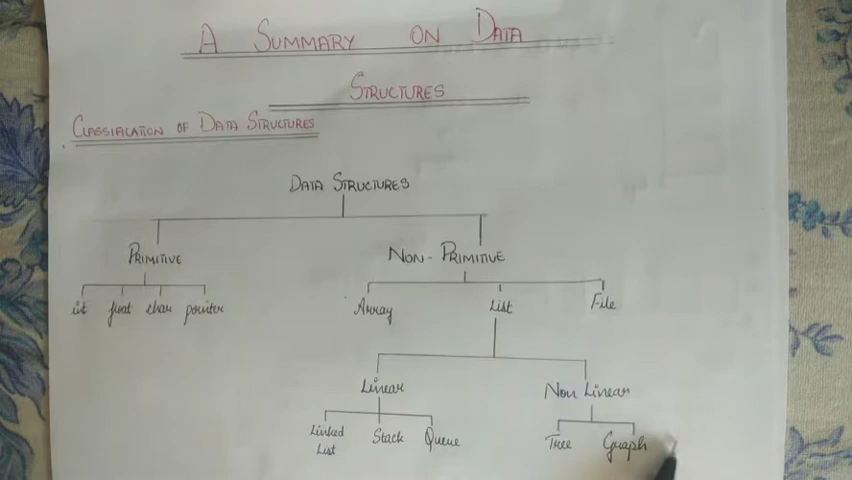 A SUMMARY ON DATA
STRUCTURES
CLASSIFICATION OF DATA STRUCTURES
DATA STRUCTURES
PRIMITIVE NON-PRIMITIVE
int float char pointer Array List File
Linear Non Linear
Linked Stack Queue Tree Graph
List